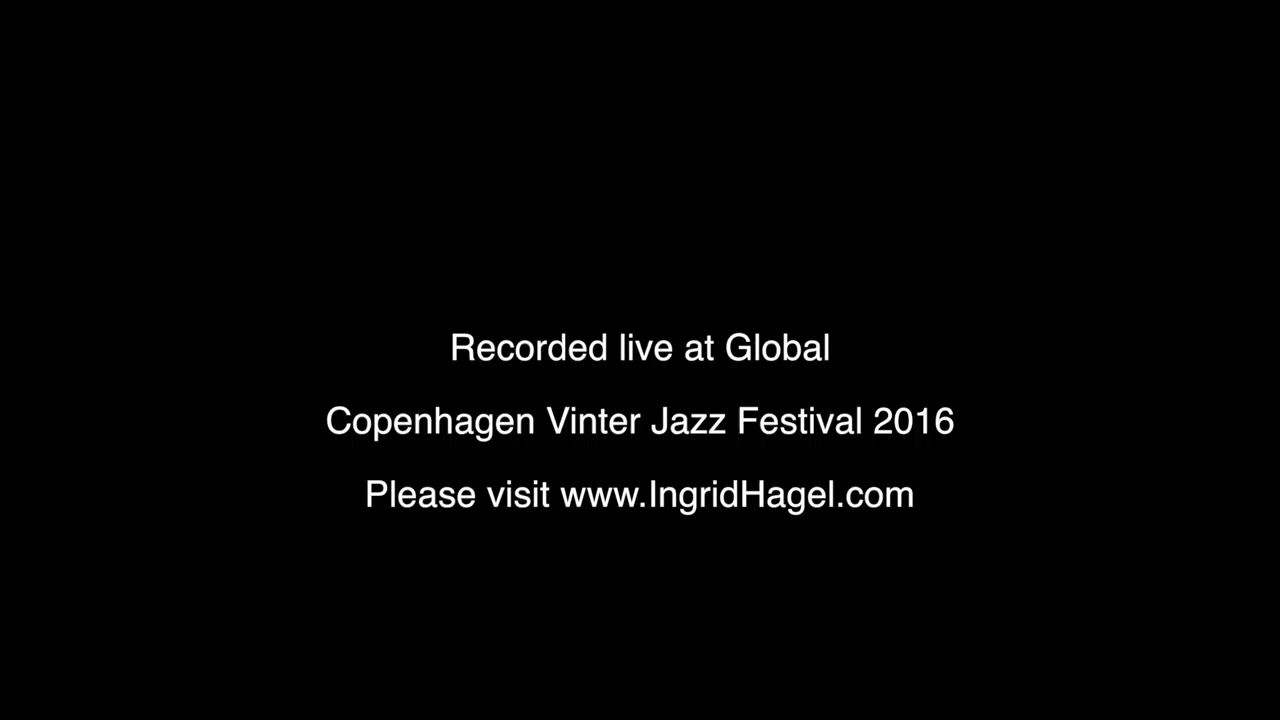 Recorded live at Global
Copenhagen Vinter Jazz Festival 2016
Please visit www.IngridHagel.com